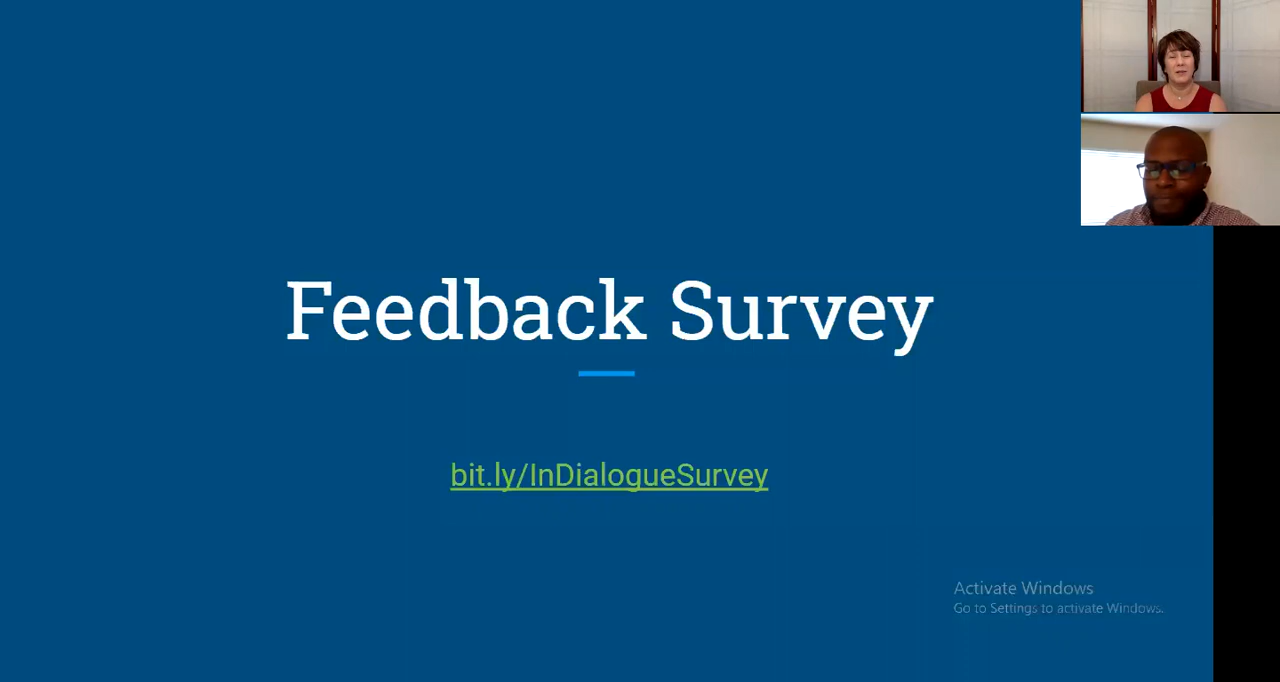 Feedback Survey
bit.ly/InDialogueSurvey
Activate Windows
Go to Settings to activate Windows.